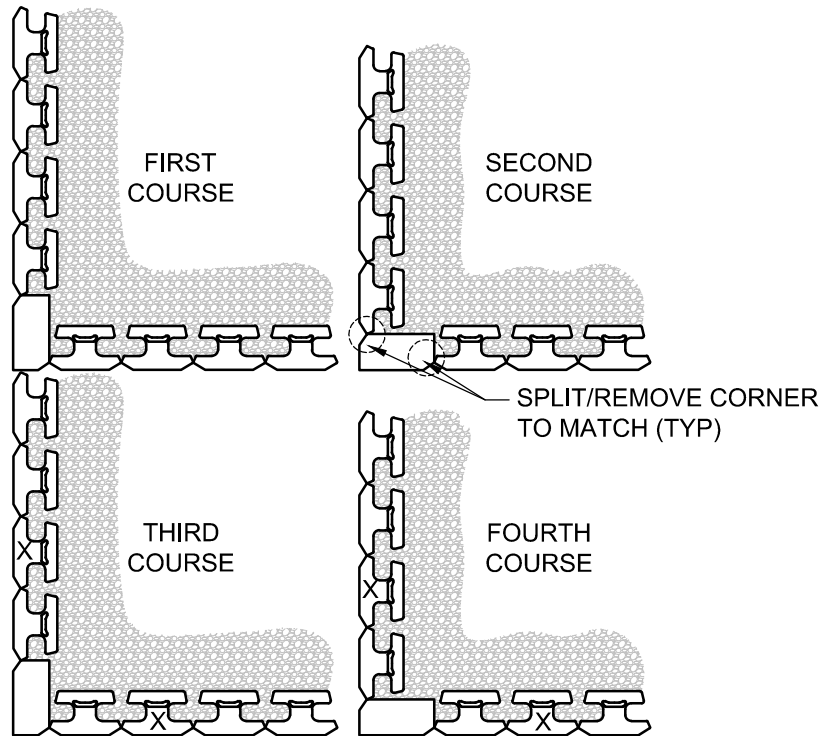 FIRST
COURSE
SECOND
COURSE
SPLIT/REMOVE CORNER
TO MATCH (TYP)
THIRD
COURSE
FOURTH
COURSE
X
X
X
X